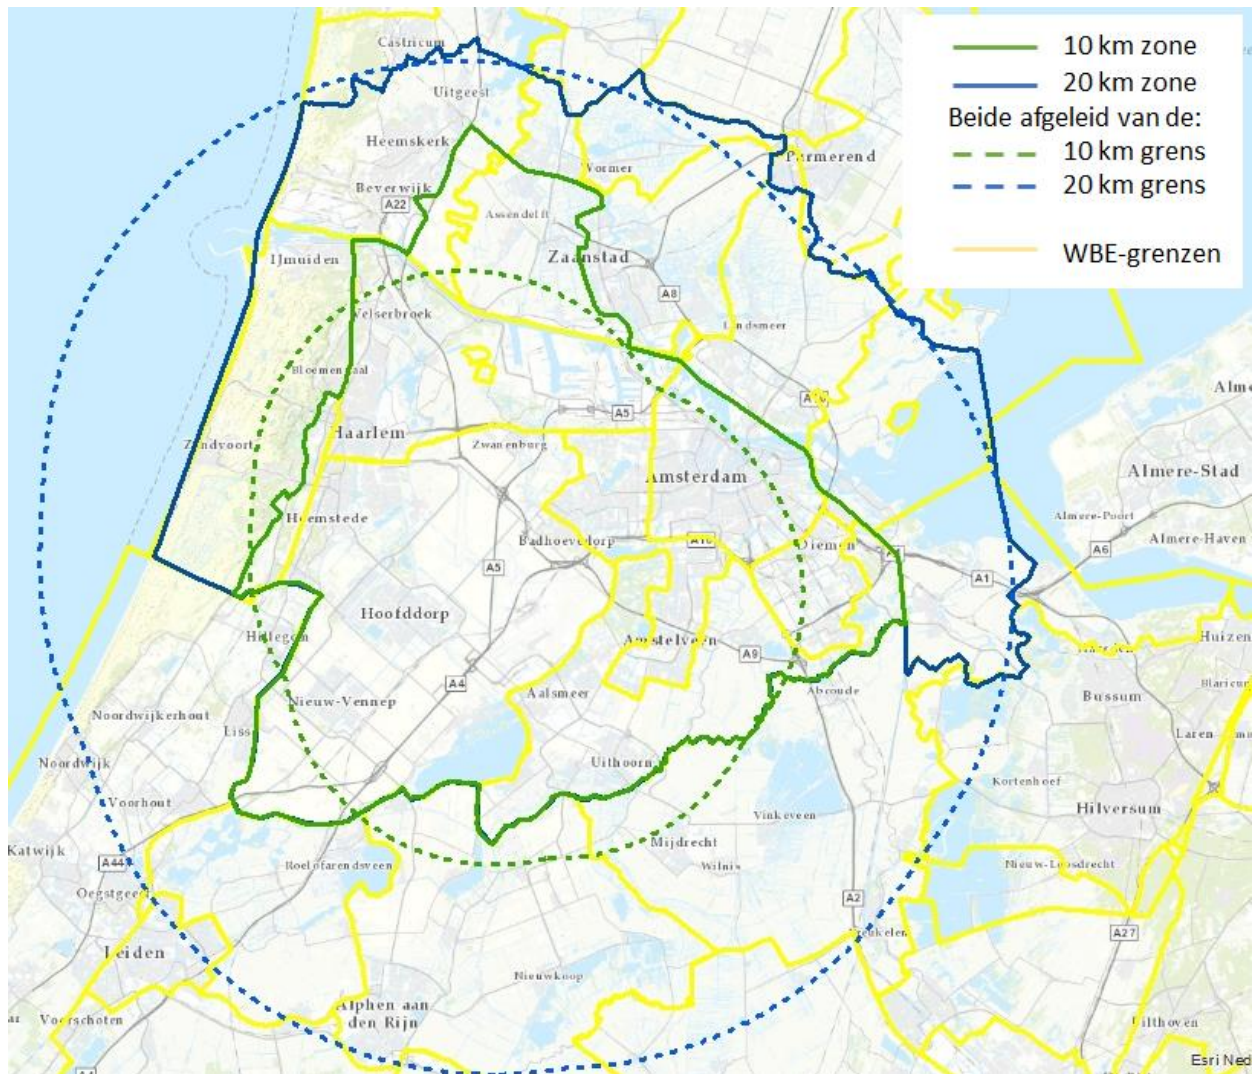 10 km zone
20 km zone
Beide afgeleid van de:
10 km grens
20 km grens
WBE-grenzen
Castricum
Uitgeest
Heemskerk
Beverwijk
A22
Assendelft
Vormer
Purmerend
IJmuiden
Zaanstad
A8
Velserbroek
Landsmeer
Bloemendaal
A10
A5
Haarlem
Zwanenburg
Zandvoort
Amsterdam
Almere-Stad
Heemstede
Almere-Poort
Badhoevedorp
A10
Diemen
A6
Almere-Haven
A5
A1
Hoofddorp
Hillegom
Amstelveen
Huizen
A9
A4
Aalsmeer
Abcoude
Bussum
Nieuw-Vennep
Noordwijkerhout
Lisse
Laren
Noordwijk
Uithoorn
Kortenhoef
Voorhout
Vinkeveen
Hilversum
Katwijk
A44
Roelofarendsveen
Mijdrecht
Wilnis
Nieuw-Loosdrecht
Oegstgeest
A2
A27
Leiden
Nieuwkoop
Alphen aan
den Rijn
Voorschoten
A4
Esri Ned